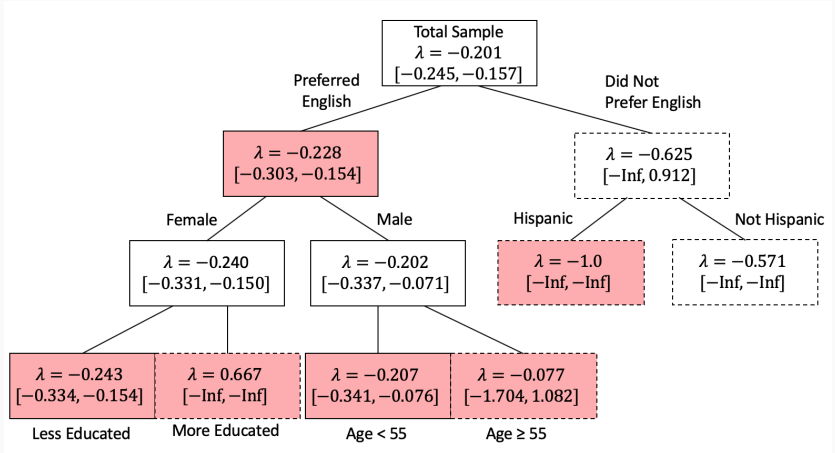 Total Sample
λ = −0.201
[−0.245, −0.157]
Preferred
English
Did Not
Prefer English
λ = −0.228
[−0.303, −0.154]
λ = −0.625
[−Inf, 0.912]
Female
Male
Hispanic
Not Hispanic
λ = −0.240
[−0.331, −0.150]
λ = −0.202
[−0.337, −0.071]
λ = −1.0
[−Inf, −Inf]
λ = −0.571
[−Inf, −Inf]
λ = −0.243
[−0.334, −0.154]
λ = 0.667
[−Inf, −Inf]
λ = −0.207
[−0.341, −0.076]
λ = −0.077
[−1.704, 1.082]
Less Educated
More Educated
Age < 55
Age ≥ 55